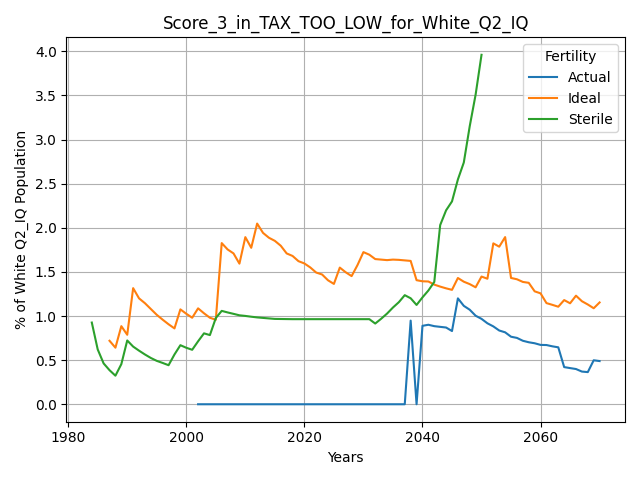 Score_3_in_TAX_TOO_LOW_for_White_Q2_IQ
% of White Q2_IQ Population
4.0
3.5
3.0
2.5
2.0
1.5
1.0
0.5
0.0
Fertility
Actual
Ideal
Sterile
1980
2000
2020
2040
2060
Years